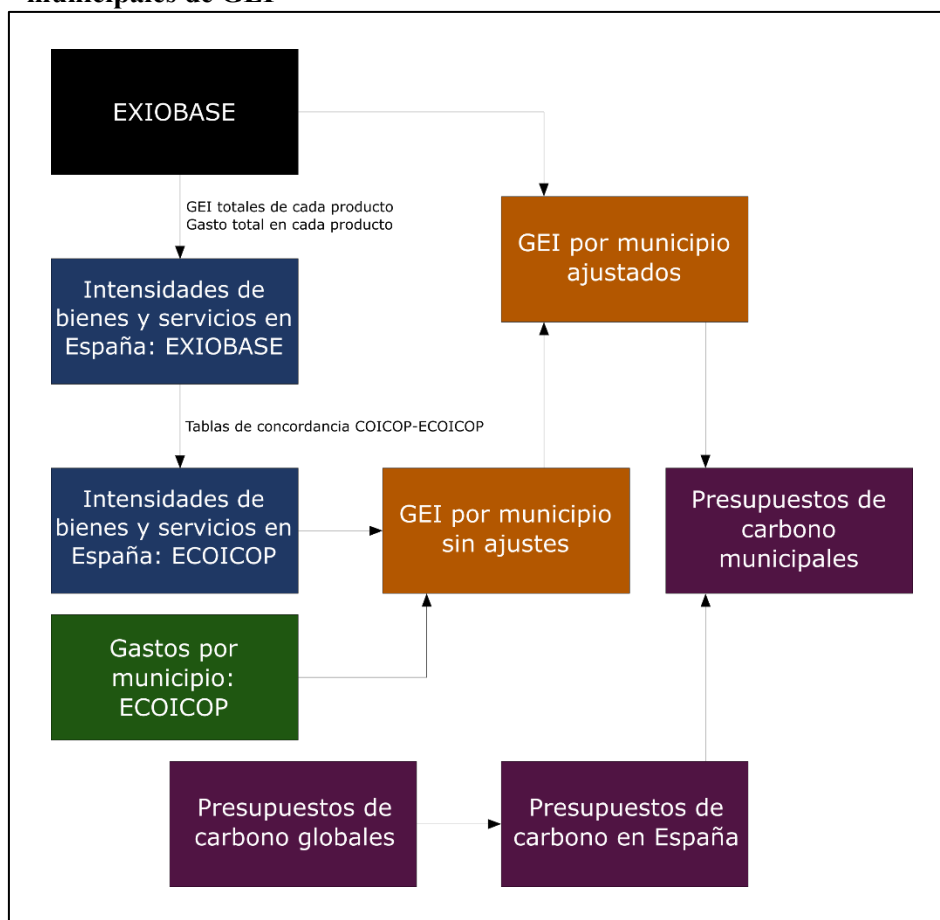 municipales de GEI
EXIOBASE
GEI totales de cada producto
Gasto total en cada producto
GEI por municipio
ajustados
Intensidades de
bienes y servicios en
España: EXIOBASE
Tablas de concordancia COICOP-ECOICOP
Intensidades de
bienes y servicios en
España: ECOICOP
GEI por municipio
sin ajustes
Presupuestos de
carbono
municipales
Gastos por
municipio:
ECOICOP
Presupuestos de
carbono globales
Presupuestos de
carbono en España